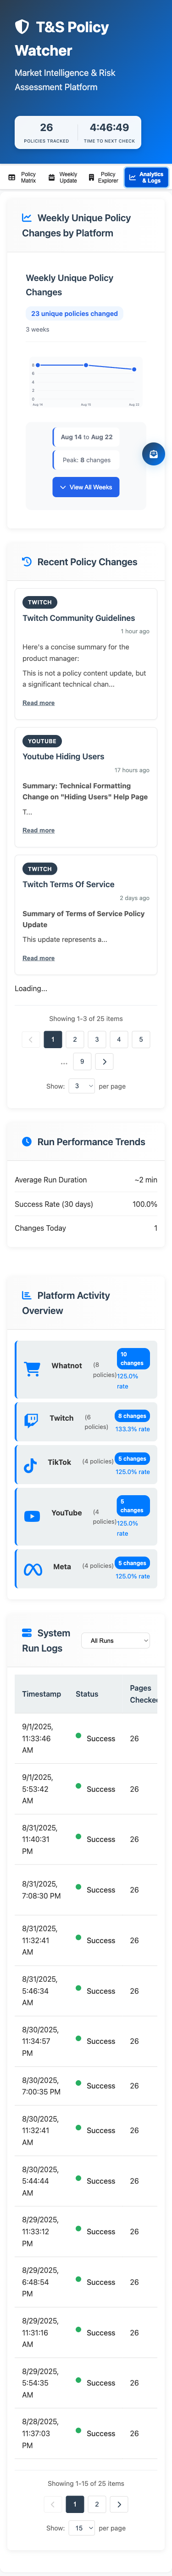 T&S Policy
Watcher
Market Intelligence & Risk
Assessment Platform
26
POLICIES TRACKED
4:46:49
TIME TO NEXT CHECK
Policy
Matrix
Weekly
Update
Policy
Explorer
Analytics
& Logs
Weekly Unique Policy
Changes by Platform
Weekly Unique Policy
Changes
23 unique policies changed
3 weeks
8
6
4
2
0
Aug 14
Aug 15
Aug 22
Aug 14 to Aug 22
Peak: 8 changes
View All Weeks
Recent Policy Changes
TWITCH
Twitch Community Guidelines
1 hour ago
Here's a concise summary for the
product manager:
This is not a policy content update, but
a significant technical chan...
Read more
YOUTUBE
Youtube Hiding Users
17 hours ago
Summary: Technical Formatting
Change on "Hiding Users" Help Page
T...
Read more
TWITCH
Twitch Terms Of Service
2 days ago
Summary of Terms of Service Policy
Update
This update represents a...
Read more
Loading...
Showing 1–3 of 25 items
1 2 3 4 5
... 9
Show: 3 per page
Run Performance Trends
Average Run Duration ~2 min
Success Rate (30 days) 100.0%
Changes Today 1
Platform Activity
Overview
Whatnot (8 policies) 10 changes 125.0% rate
Twitch (6 policies) 8 changes 133.3% rate
TikTok (4 policies) 5 changes 125.0% rate
YouTube (4 policies) 5 changes 125.0% rate
Meta (4 policies) 5 changes 125.0% rate
System
Run Logs
All Runs
Timestamp Status Pages Checke
9/1/2025, 11:33:46 AM Success 26
9/1/2025, 5:53:42 AM Success 26
8/31/2025, 11:40:31 PM Success 26
8/31/2025, 7:08:30 PM Success 26
8/31/2025, 11:32:41 AM Success 26
8/31/2025, 5:46:34 AM Success 26
8/30/2025, 11:34:57 PM Success 26
8/30/2025, 7:00:35 PM Success 26
8/30/2025, 11:32:41 AM Success 26
8/30/2025, 5:44:44 AM Success 26
8/29/2025, 11:33:12 PM Success 26
8/29/2025, 6:48:54 PM Success 26
8/29/2025, 11:31:16 AM Success 26
8/29/2025, 5:54:35 AM Success 26
8/28/2025, 11:37:03 PM Success 26
Showing 1–15 of 25 items
1 2
Show: 15 per page